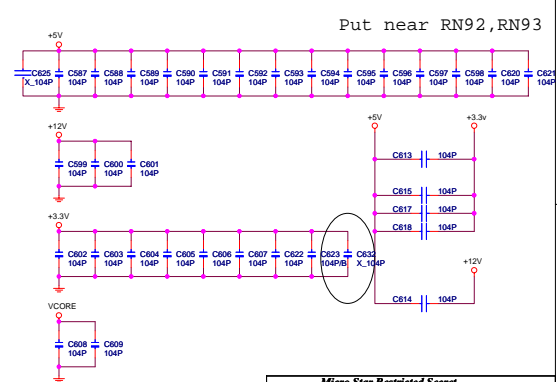 Put near RN92,RN93
+5V
C625 C587 C588 C589 C590 C591 C592 C593 C594 C595 C596 C597 C598 C620 C621
X_104P 104P 104P 104P 104P 104P 104P 104P 104P 104P 104P 104P 104P 104P 104P
+12V
C599 C600 C601
104P 104P 104P
+5V +3.3v
C613 104P
C615 104P
C617 104P
C618 104P
+3.3V
C602 C603 C604 C605 C606 C607 C622 C623 C632
104P 104P 104P 104P 104P 104P 104P 104P/B X_104P
+12V
C614 104P
VCORE
C608 C609
104P 104P
Micro Star Restricted Secret